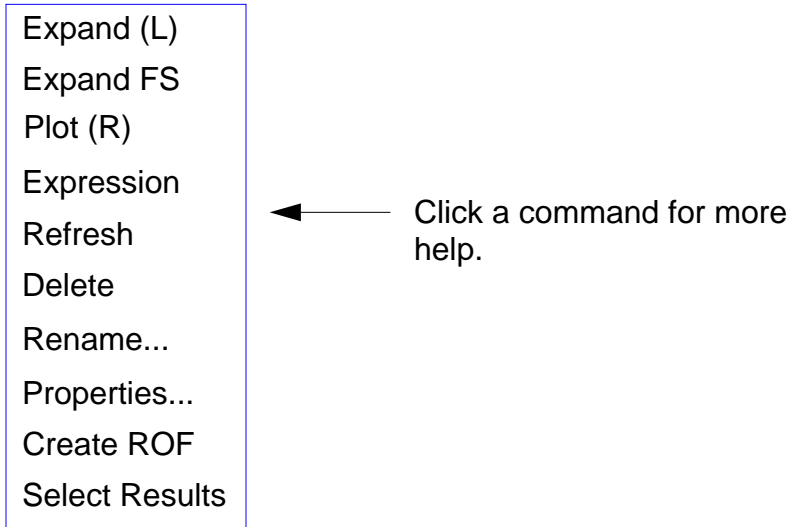 Expand (L)
Expand FS
Plot (R)
Expression
Refresh
Delete
Rename...
Properties...
Create ROF
Select Results
Click a command for more
help.